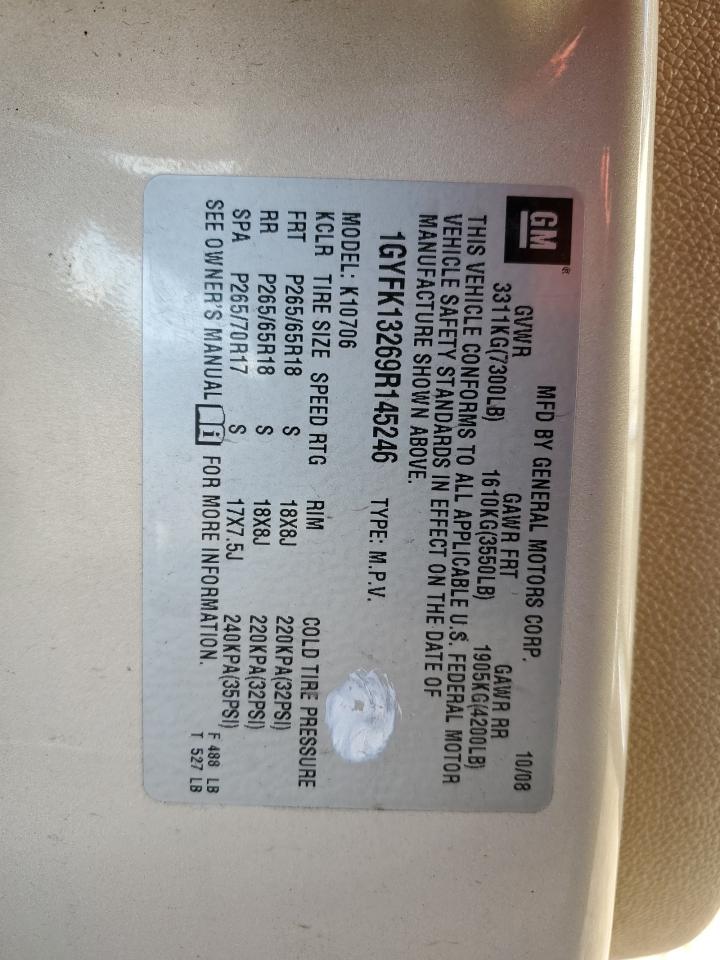 GM®
MFD BY GENERAL MOTORS CORP. 10/08
GVWR GAWR FRT GAWR RR
3311KG(7300LB) 1610KG(3550LB) 1905KG(4200LB)
THIS VEHICLE CONFORMS TO ALL APPLICABLE U.S. FEDERAL MOTOR
VEHICLE SAFETY STANDARDS IN EFFECT ON THE DATE OF
MANUFACTURE SHOWN ABOVE.
1GYFK13269R145246 TYPE: M.P.V.
MODEL: K10706
KCLR TIRE SIZE SPEED RTG RIM COLD TIRE PRESSURE
FRT P265/65R18 S 18X8J 220KPA(32PSI)
RR P265/65R18 S 18X8J 220KPA(32PSI)
SPA P265/70R17 S 17X7.5J 240KPA(35PSI)
SEE OWNER'S MANUAL i FOR MORE INFORMATION.
F 488 LB
T 527 LB